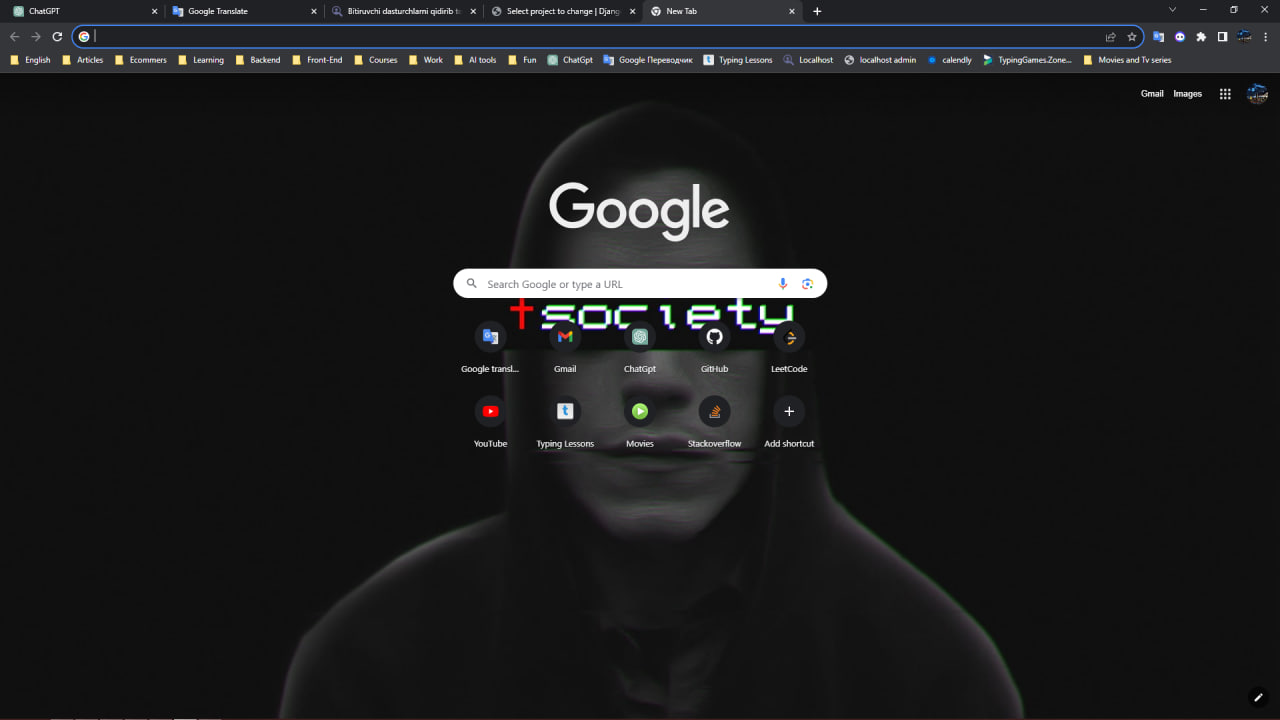 ChatGPT
Google Translate
Bitiruvchi dasturchlarni qidirib t
Select project to change | Djang
New Tab
English
Articles
Ecommers
Learning
Backend
Front-End
Courses
Work
AI tools
Fun
ChatGpt
Google Переводчик
Typing Lessons
Localhost
localhost admin
calendly
TypingGames.Zone...
Movies and Tv series
Gmail
Images
Google
Search Google or type a URL
society
Google transl...
Gmail
ChatGpt
GitHub
LeetCode
YouTube
Typing Lessons
Movies
Stackoverflow
Add shortcut